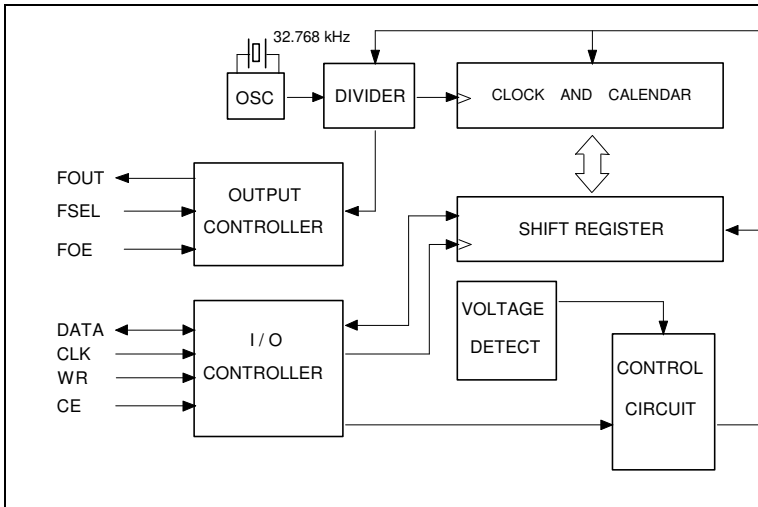 32.768 kHz
OSC
DIVIDER
CLOCK AND CALENDAR
FOUT
FSEL
FOE
OUTPUT
CONTROLLER
SHIFT REGISTER
DATA
CLK
WR
CE
I / O
CONTROLLER
VOLTAGE
DETECT
CONTROL
CIRCUIT